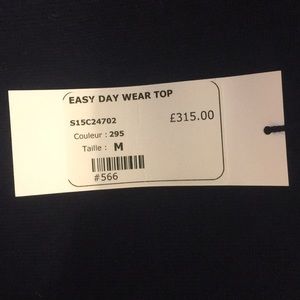 EASY DAY WEAR TOP
S15C24702 £315.00
Couleur : 295
Taille : M
#566